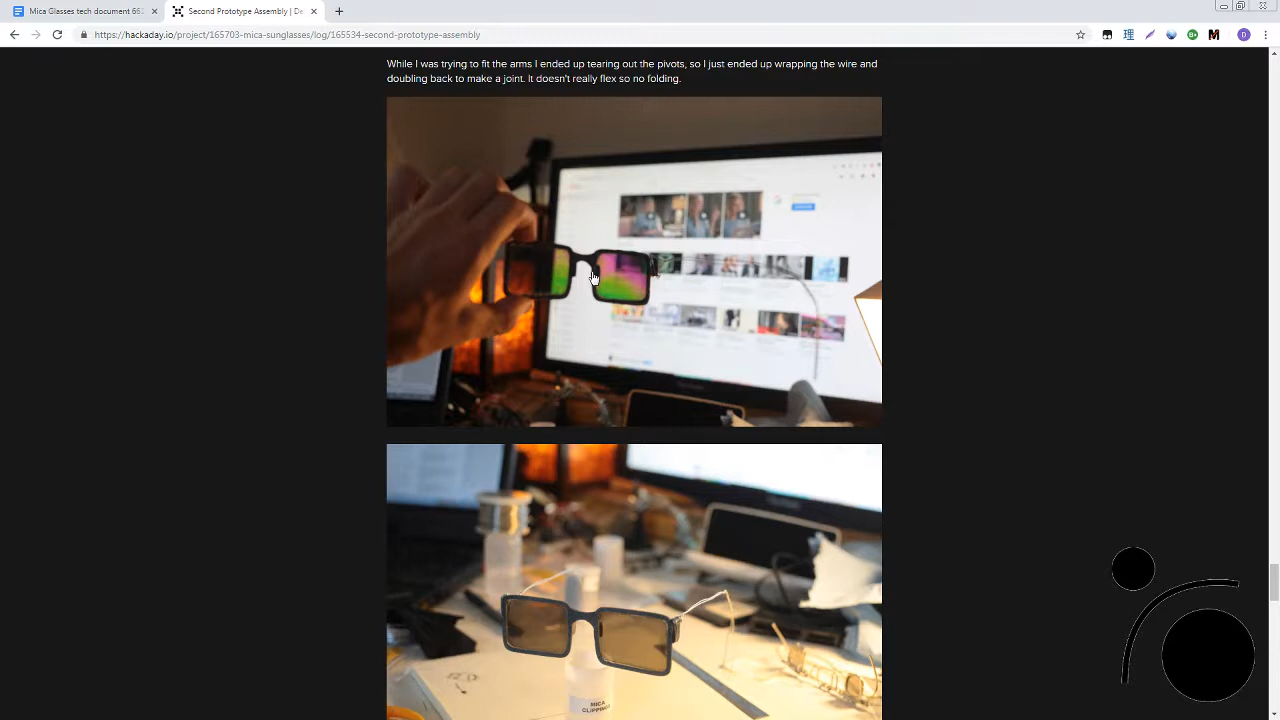 Mica Glasses tech document 66
Second Prototype Assembly | De
https://hackaday.io/project/165703-mica-sunglasses/log/165534-second-prototype-assembly
理
B+
M
D
While I was trying to fit the arms I ended up tearing out the pivots, so I just ended up wrapping the wire and
doubling back to make a joint. It doesn't really flex so no folding.
MICA
CLIPPINGS